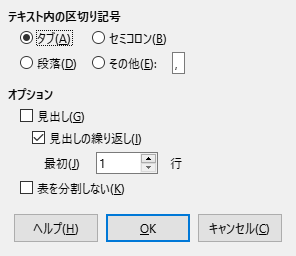 テキスト内の区切り記号
タブ(A) セミコロン(B)
段落(D) その他(E): ,
オプション
見出し(G)
見出しの繰り返し(I)
最初(J) 1 行
表を分割しない(K)
ヘルプ(H) OK キャンセル(C)